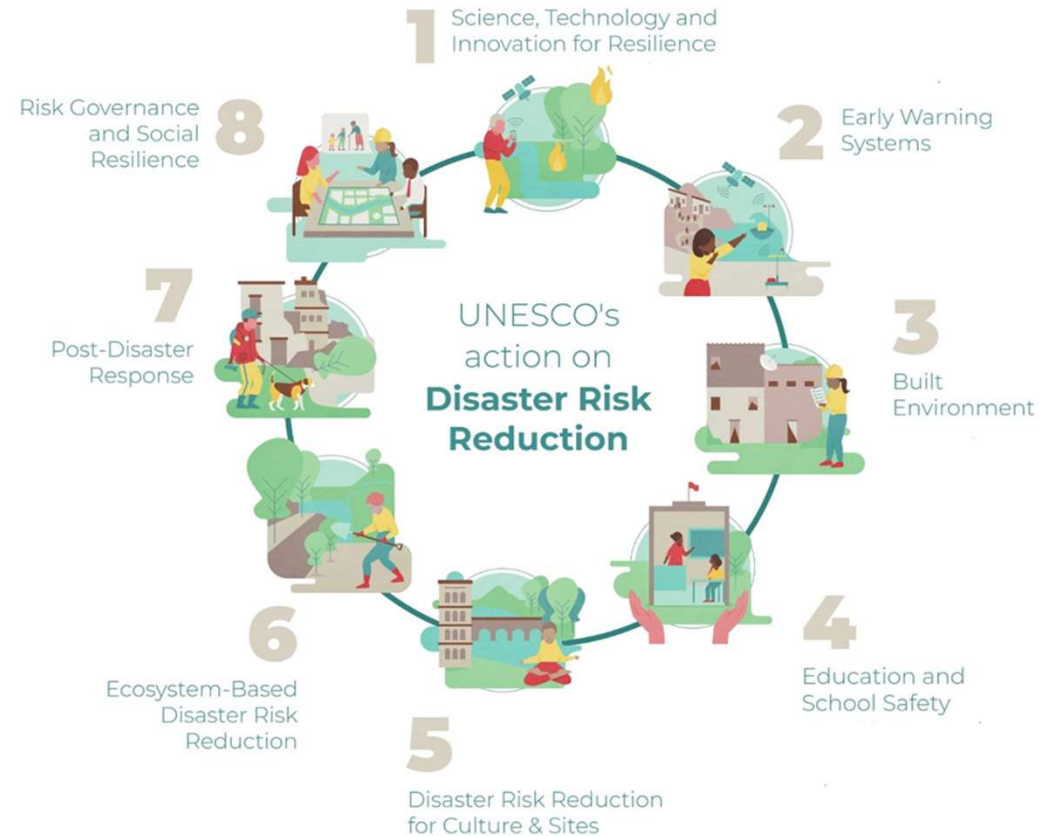 UNESCO's
action on
Disaster Risk
Reduction
1
Science, Technology and
Innovation for Resilience
2
Early Warning
Systems
3
Built
Environment
4
Education and
School Safety
5
Disaster Risk Reduction
for Culture & Sites
6
Ecosystem-Based
Disaster Risk
Reduction
7
Post-Disaster
Response
8
Risk Governance
and Social
Resilience